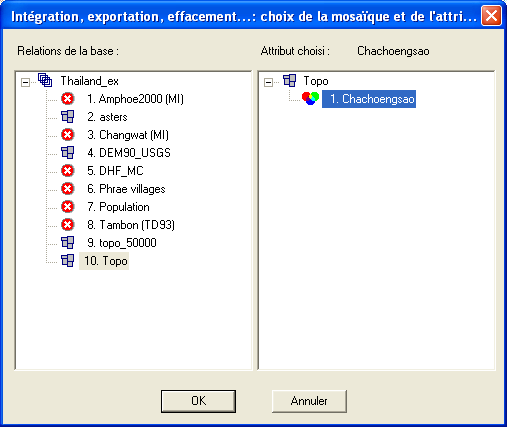 Intégration, exportation, effacement...: choix de la mosaïque et de l'attri...
Relations de la base :
Attribut choisi :
Chachoengsao
Thailand_ex
1. Amphoe2000 (MI)
2. asters
3. Changwat (MI)
4. DEM90_USGS
5. DHF_MC
6. Phrae villages
7. Population
8. Tambon (TD93)
9. topo_50000
10. Topo
Topo
1. Chachoengsao
OK
Annuler